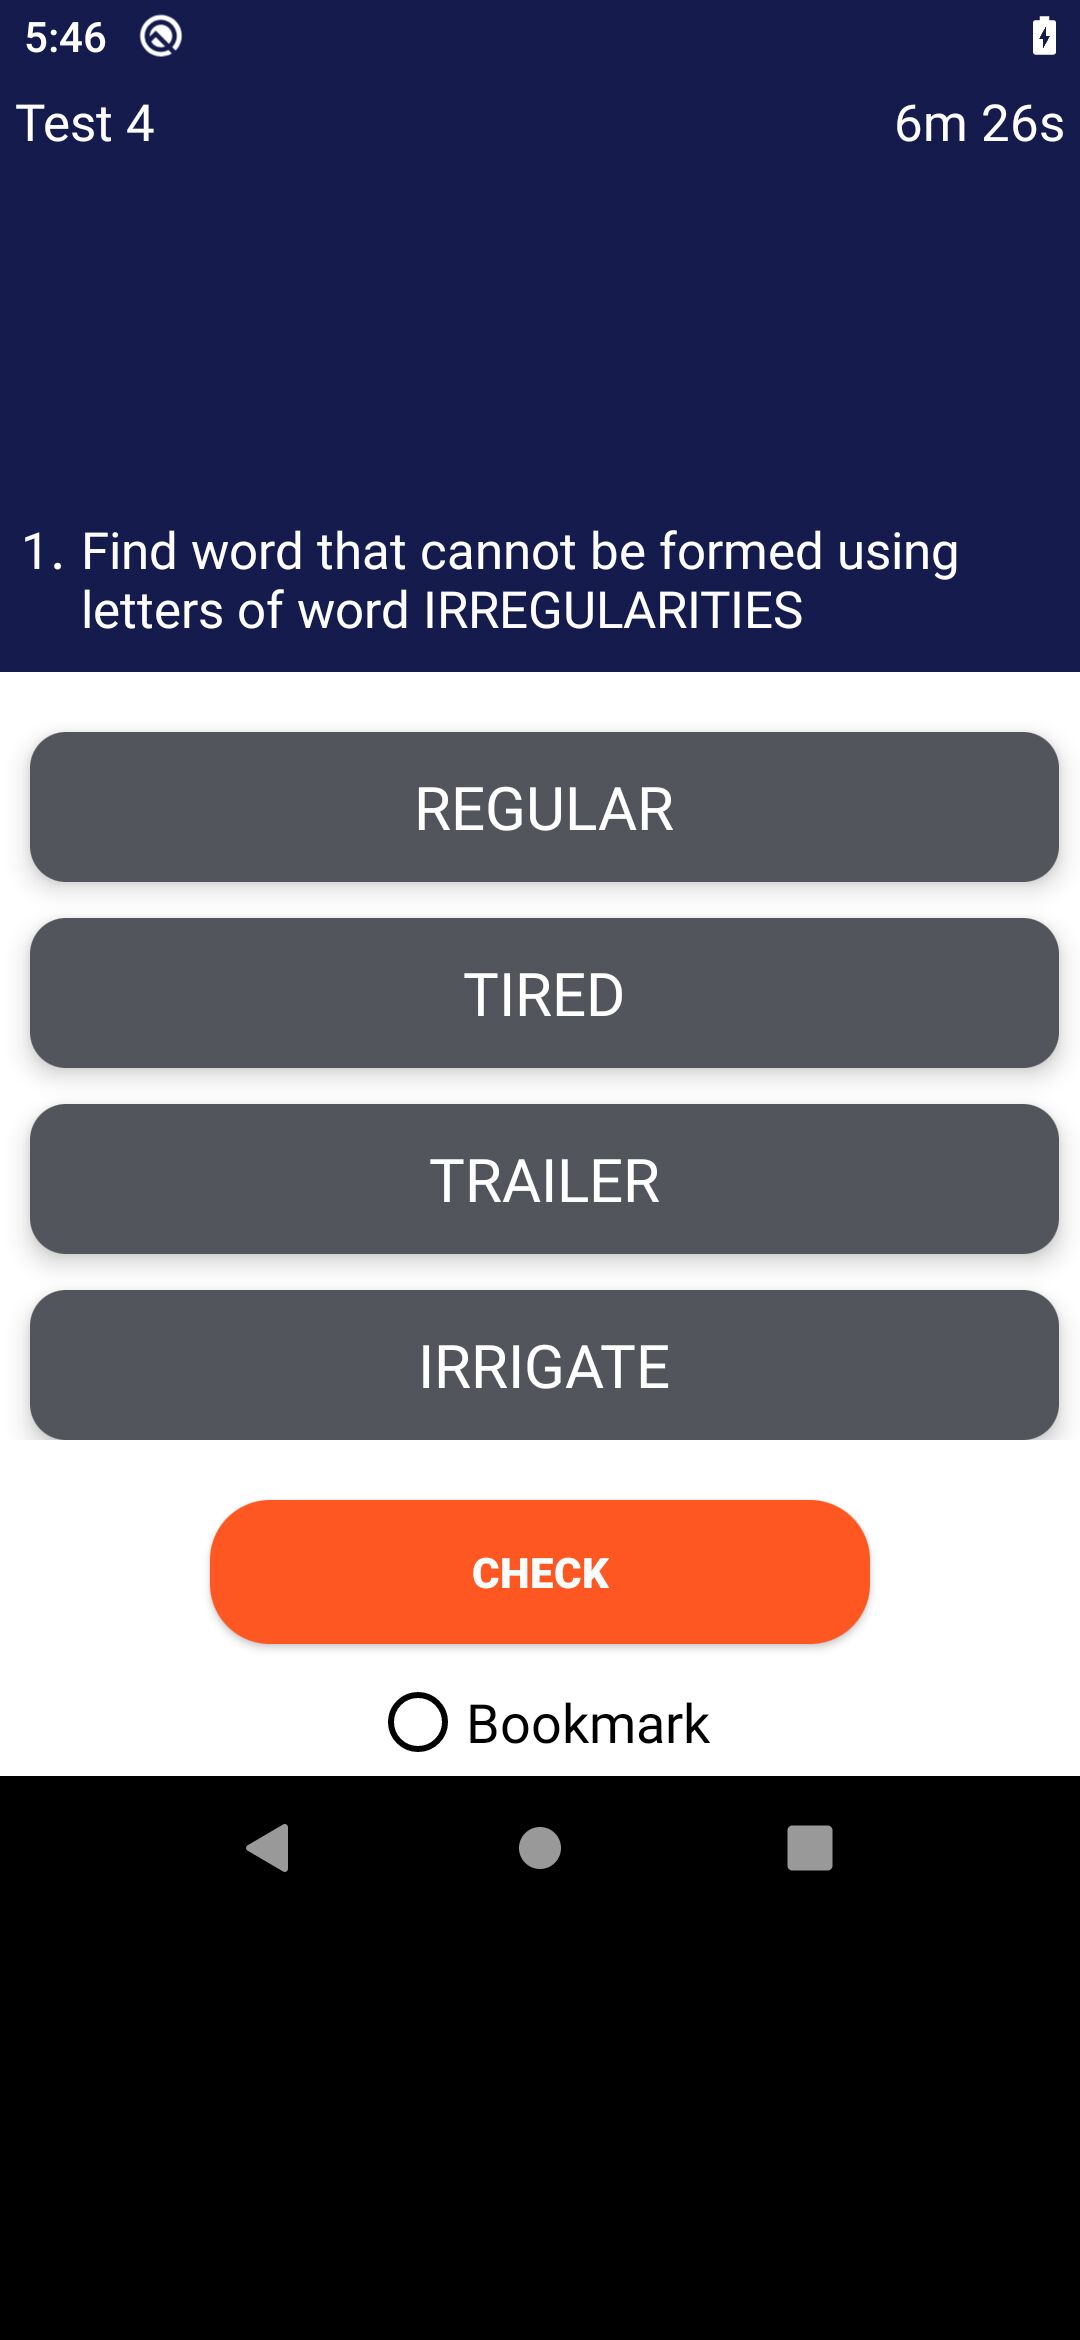 5:46
Test 4
6m 26s
1. Find word that cannot be formed using
letters of word IRREGULARITIES
REGULAR
TIRED
TRAILER
IRRIGATE
CHECK
Bookmark